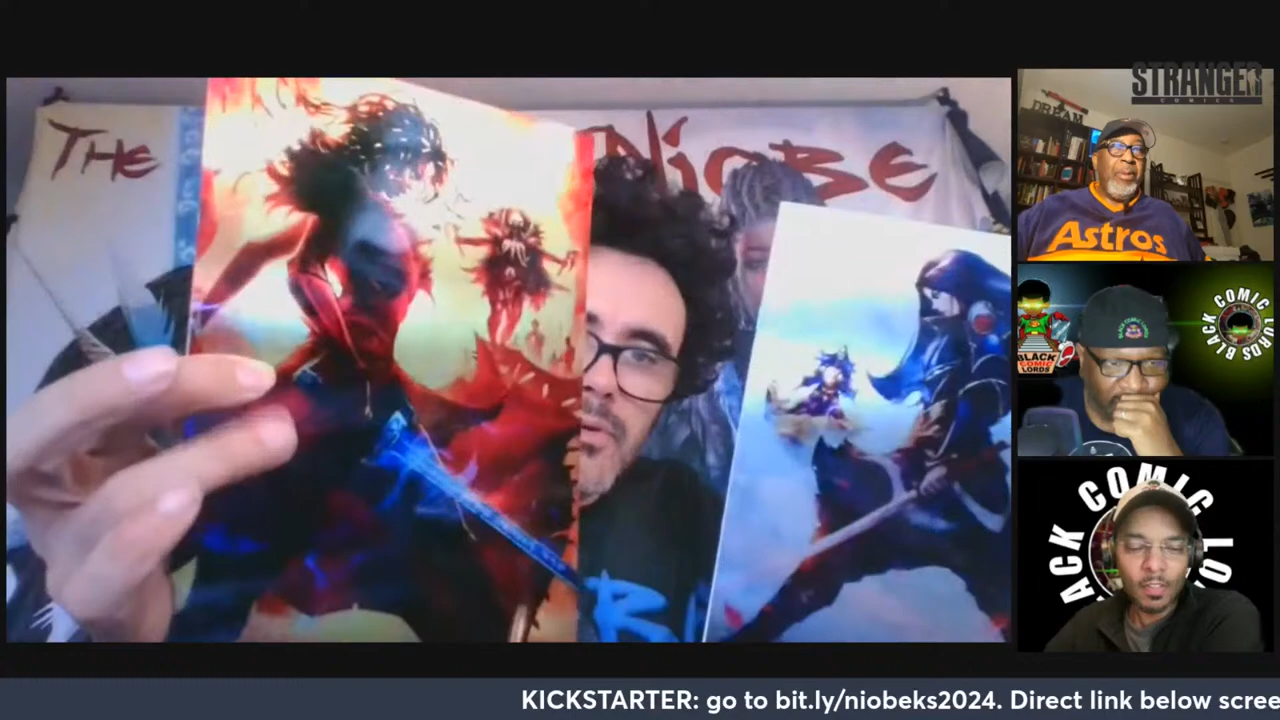 THE NIOBE
STRANGER
COMICS
DREAM
Astros
BLACK
COMIC
LORDS
BLACK COMIC LORDS
COMIC
KICKSTARTER: go to bit.ly/niobeks2024. Direct link below scree